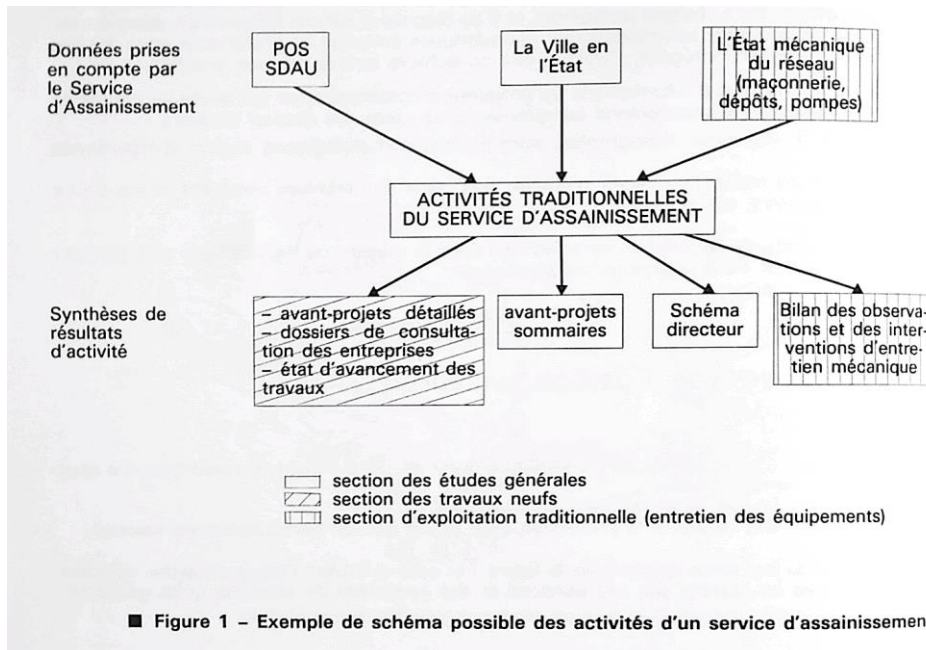 Données prises
en compte par
le Service
d'Assainissement
POS
SDAU
La Ville en
l'État
L'État mécanique
du réseau
(maçonnerie,
dépôts, pompes)
ACTIVITÉS TRADITIONNELLES
DU SERVICE D'ASSAINISSEMENT
Synthèses de
résultats
d'activité
– avant-projets détaillés
– dossiers de consulta-
tion des entreprises
– état d'avancement des
travaux
avant-projets
sommaires
Schéma
directeur
Bilan des observa-
tions et des inter-
ventions d'entre-
tien mécanique
section des études générales
section des travaux neufs
section d'exploitation traditionnelle (entretien des équipements)
■ Figure 1 – Exemple de schéma possible des activités d'un service d'assainissemen